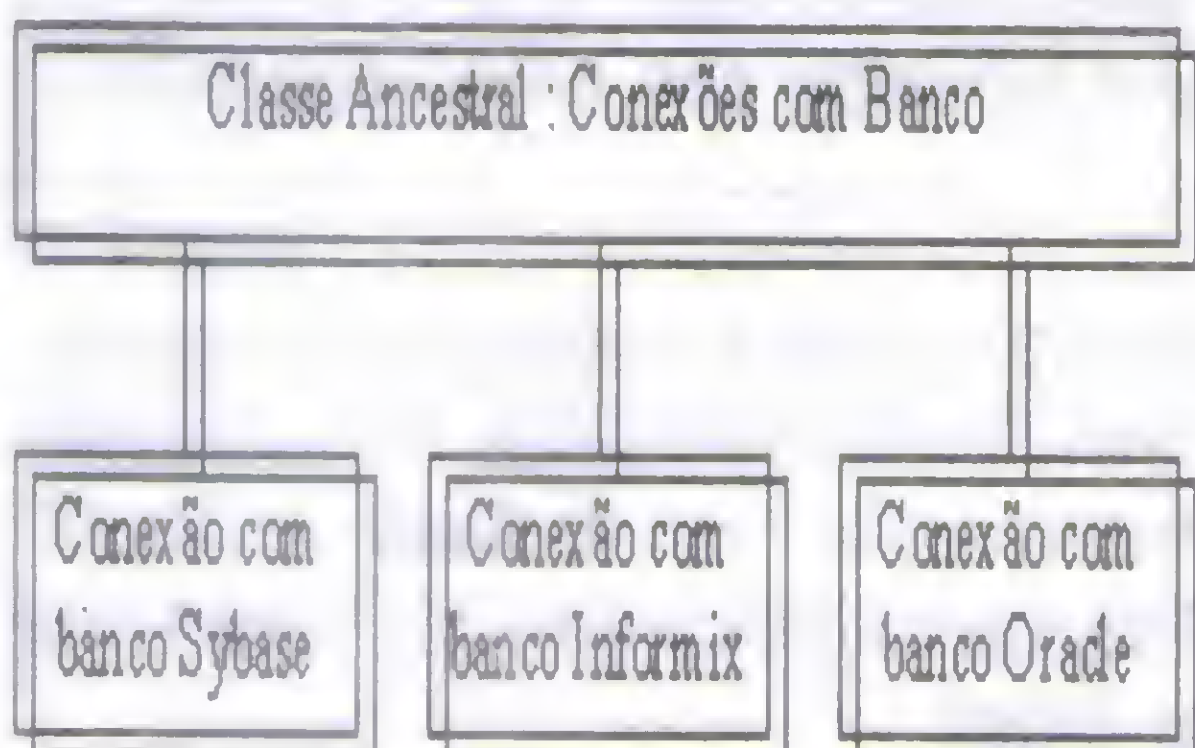 Classe Ancestral : Conexões com Banco
Conexão com
banco Sybase
Conexão com
banco Informix
Conexão com
banco Oracle